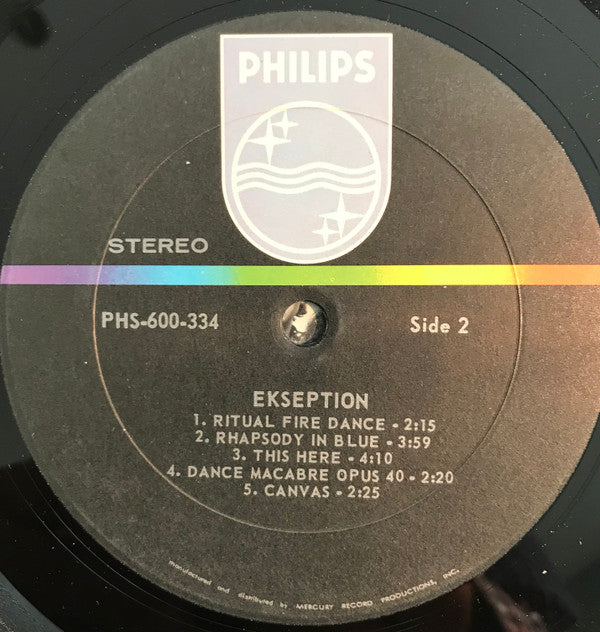 PHILIPS
STEREO
PHS-600-334
Side 2
EKSEPTION
1. RITUAL FIRE DANCE - 2:15
2. RHAPSODY IN BLUE - 3:59
3. THIS HERE - 4:10
4. DANCE MACABRE OPUS 40 - 2:20
5. CANVAS - 2:25
manufactured and distributed by MERCURY RECORD PRODUCTIONS, INC.